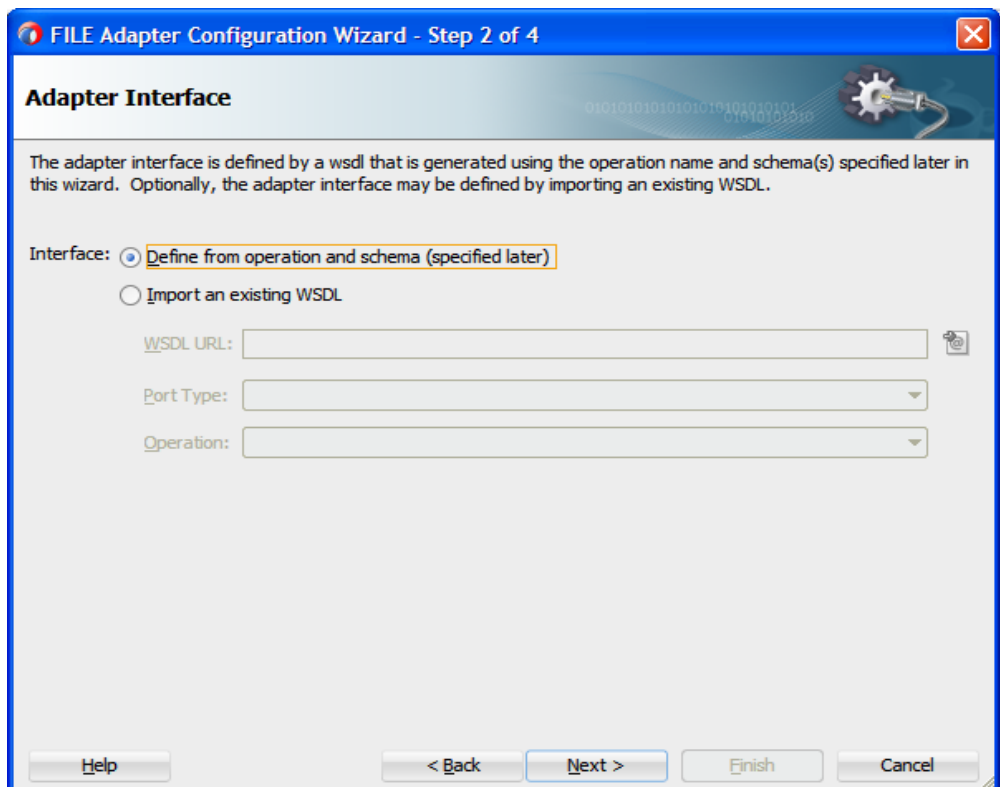 FILE Adapter Configuration Wizard - Step 2 of 4
Adapter Interface
The adapter interface is defined by a wsdl that is generated using the operation name and schema(s) specified later in
this wizard.  Optionally, the adapter interface may be defined by importing an existing WSDL.
Interface: Define from operation and schema (specified later)
Import an existing WSDL
WSDL URL:
Port Type:
Operation:
Help < Back Next > Finish Cancel